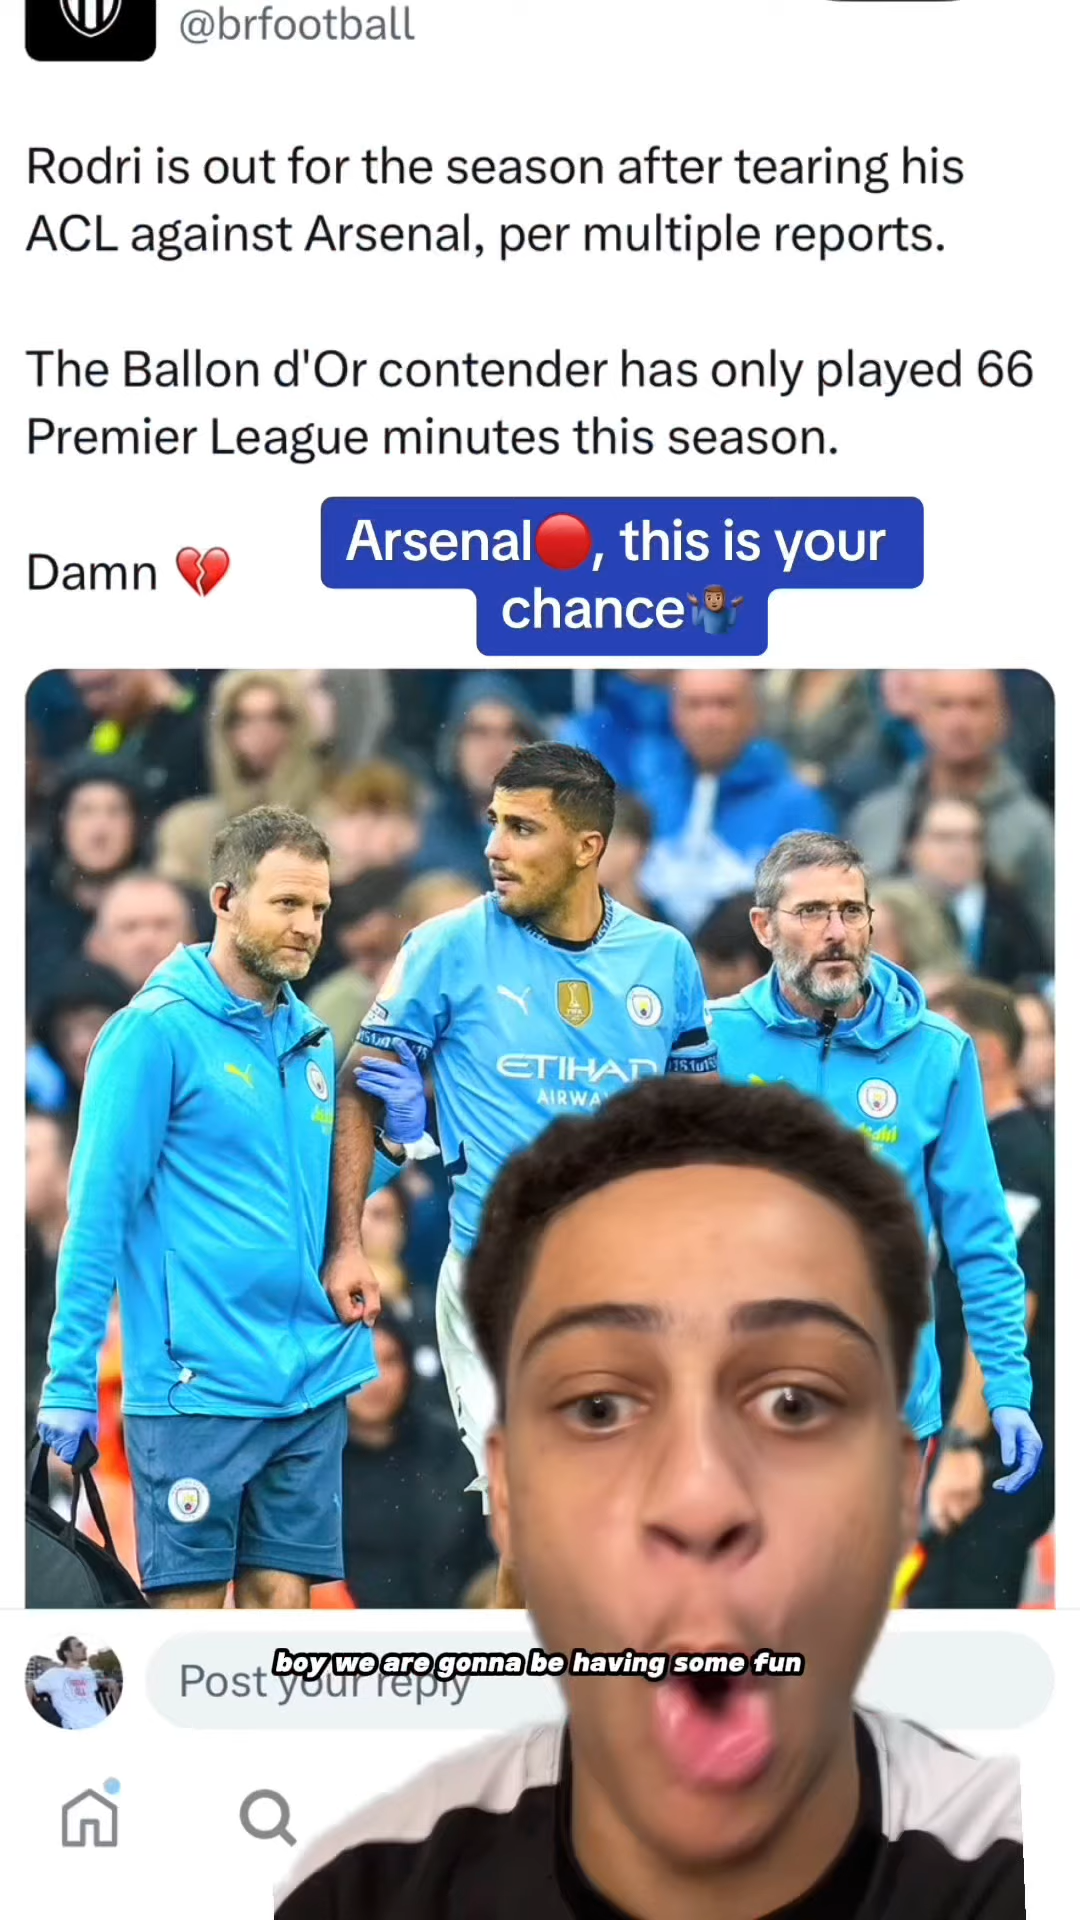 @brfootball
Rodri is out for the season after tearing his
ACL against Arsenal, per multiple reports.
The Ballon d'Or contender has only played 66
Premier League minutes this season.
Damn 💔
Arsenal🔴, this is your
chance🤷🏾‍♂️
ETIHAD
AIRWA
boy we are gonna be having some fun
Post your reply